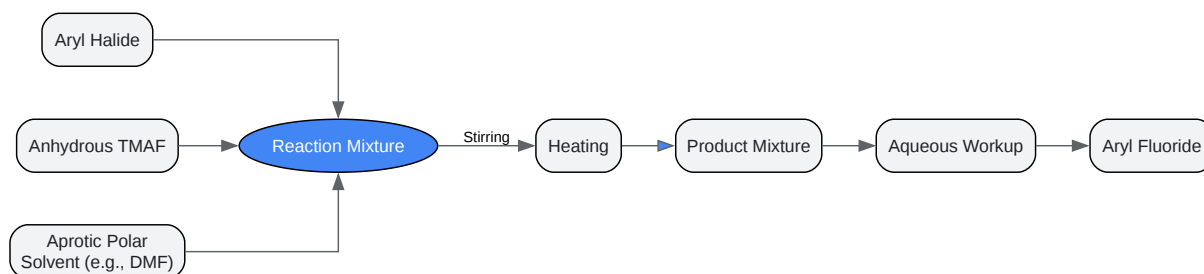 Aryl Halide
Anhydrous TMAF
Aprotic Polar
Solvent (e.g., DMF)
Reaction Mixture
Stirring
Heating
Product Mixture
Aqueous Workup
Aryl Fluoride